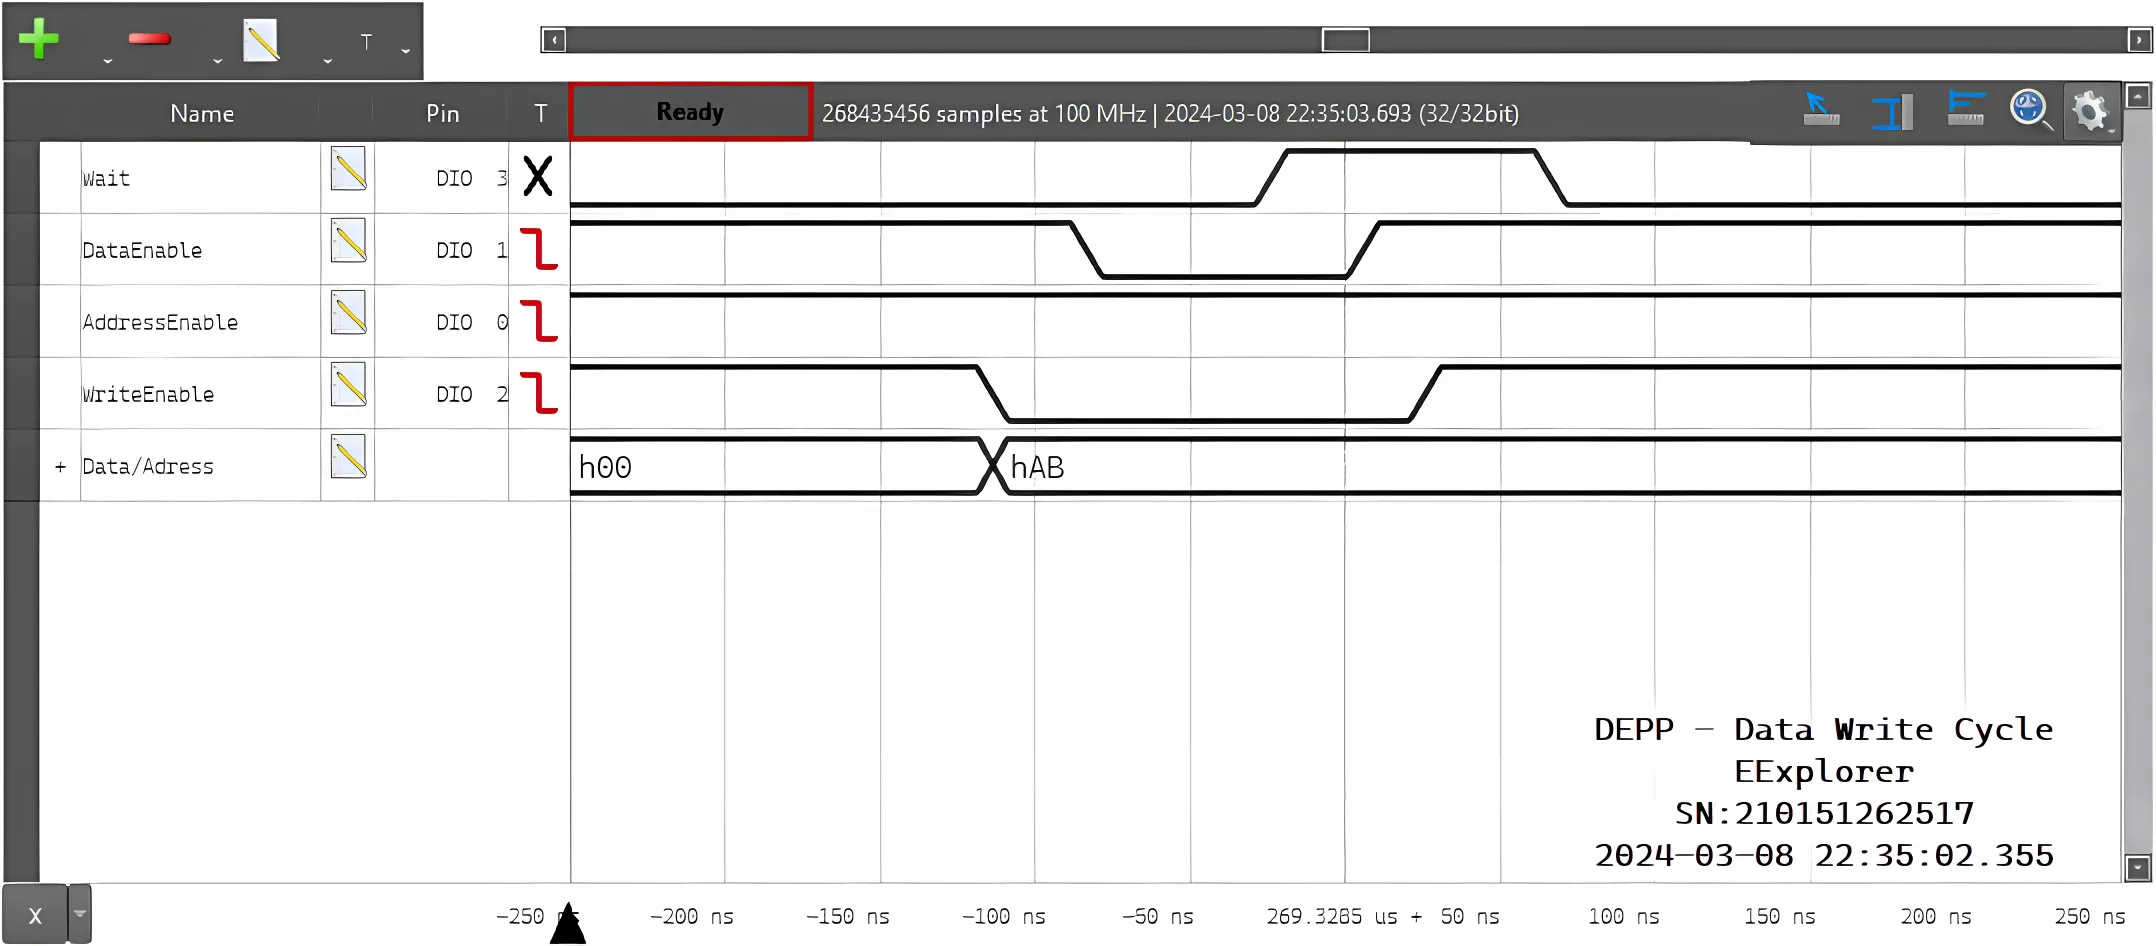 T
Name Pin T Ready 268435456 samples at 100 MHz | 2024-03-08 22:35:03.693 (32/32bit)
Wait DIO 3 X
DataEnable DIO 1
AddressEnable DIO 0
WriteEnable DIO 2
+ Data/Adress h00 hAB
DEPP - Data Write Cycle
EExplorer
SN:210151262517
2024-03-08 22:35:02.355
X -250 ns -200 ns -150 ns -100 ns -50 ns 269.3285 us + 50 ns 100 ns 150 ns 200 ns 250 ns